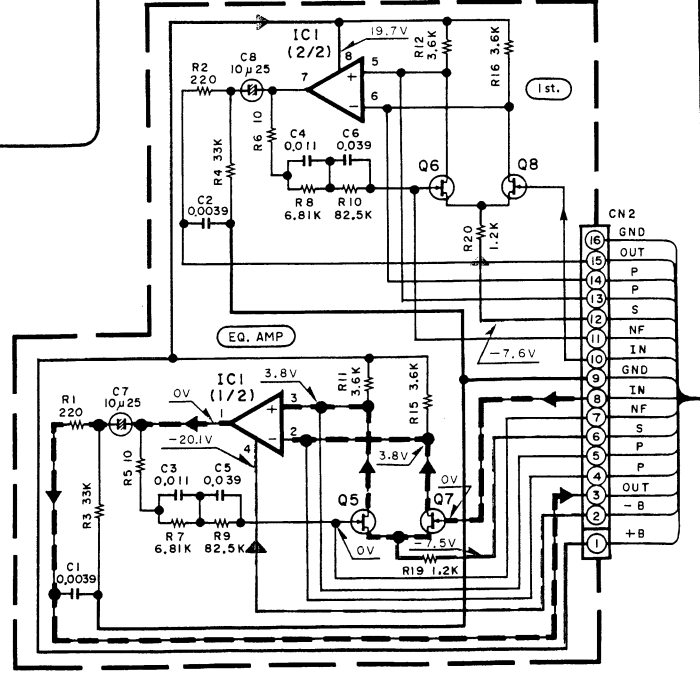 IC1
(2/2)
19.7V
8
R12
3.6K
R16 3.6K
1st.
R2
220
C8
10µ25
7
5
+
6
−
R6 10
R4 33K
C4
0.011
C6
0.039
R8
6.81K
R10
82.5K
Q6
Q8
C2
0.0039
R20
1.2K
CN2
16 GND
15 OUT
14 P
13 P
12 S
11 NF
10 IN
9 GND
8 IN
7 NF
6 S
5 P
4 P
3 OUT
2 −B
1 +B
−7.6V
EQ. AMP
IC1
(1/2)
3.8V
R11
3.6K
R15 3.6K
R1
220
C7
10µ25
0V
1
3
+
2
−
−20.1V
4
3.8V
R5 10
R3 33K
C3
0.011
C5
0.039
R7
6.81K
R9
82.5K
Q5
Q7
0V
0V
−7.5V
R19 1.2K
C1
0.0039